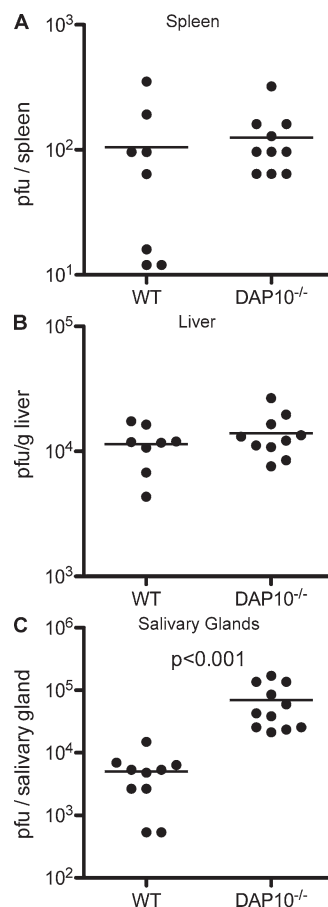 A
Spleen
pfu / spleen
10³
10²
10¹
WT DAP10⁻/⁻
B
Liver
pfu/g liver
10⁵
10⁴
10³
WT DAP10⁻/⁻
C
Salivary Glands
p<0.001
pfu / salivary gland
10⁶
10⁵
10⁴
10³
10²
WT DAP10⁻/⁻